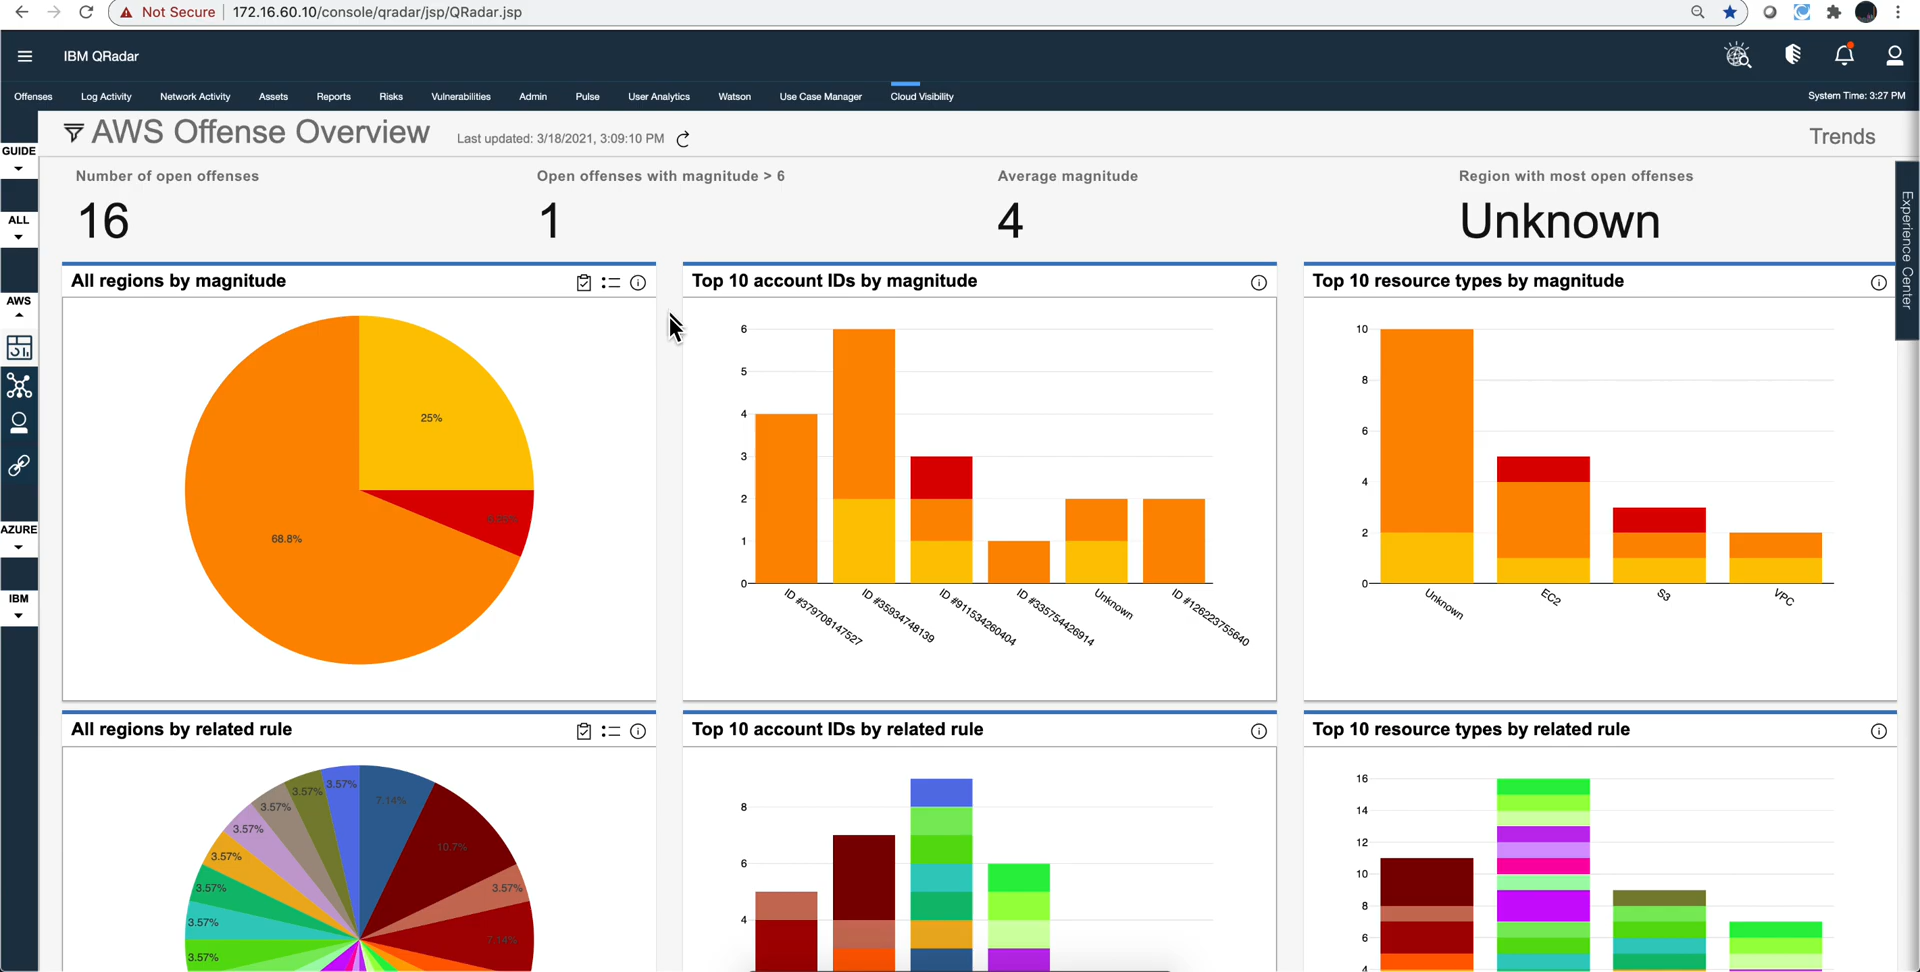 Not Secure 172.16.60.10/console/qradar/jsp/QRadar.jsp
IBM QRadar
Offenses Log Activity Network Activity Assets Reports Risks Vulnerabilities Admin Pulse User Analytics Watson Use Case Manager Cloud Visibility System Time: 3:27 PM
AWS Offense Overview Last updated: 3/18/2021, 3:09:10 PM Trends
GUIDE
ALL
AWS
AZURE
IBM
Experience Center
Number of open offenses
16
Open offenses with magnitude > 6
1
Average magnitude
4
Region with most open offenses
Unknown
All regions by magnitude
25%
68.8%
Top 10 account IDs by magnitude
6
5
4
3
2
1
0
ID #379708147527
ID #35934748139
ID #911534260404
ID #335754426914
Unknown
ID #126223755640
Top 10 resource types by magnitude
10
8
6
4
2
0
Unknown
EC2
S3
VPC
All regions by related rule
3.57%
3.57%
7.14%
3.57%
3.57%
10.7%
3.57%
3.57%
3.57%
3.57%
7.14%
3.57%
Top 10 account IDs by related rule
8
6
4
Top 10 resource types by related rule
16
14
12
10
8
6
4